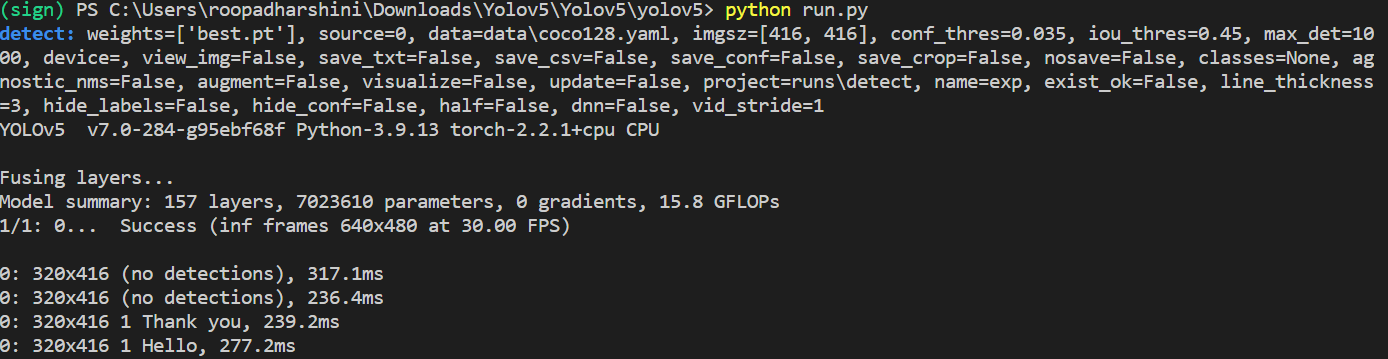 (sign) PS C:\Users\roopadharshini\Downloads\Yolov5\Yolov5\yolov5> python run.py
detect: weights=['best.pt'], source=0, data=data\coco128.yaml, imgsz=[416, 416], conf_thres=0.035, iou_thres=0.45, max_det=10
00, device=, view_img=False, save_txt=False, save_csv=False, save_conf=False, save_crop=False, nosave=False, classes=None, ag
nostic_nms=False, augment=False, visualize=False, update=False, project=runs\detect, name=exp, exist_ok=False, line_thickness
=3, hide_labels=False, hide_conf=False, half=False, dnn=False, vid_stride=1
YOLOv5  v7.0-284-g95ebf68f Python-3.9.13 torch-2.2.1+cpu CPU
Fusing layers...
Model summary: 157 layers, 7023610 parameters, 0 gradients, 15.8 GFLOPs
1/1: 0...  Success (inf frames 640x480 at 30.00 FPS)
0: 320x416 (no detections), 317.1ms
0: 320x416 (no detections), 236.4ms
0: 320x416 1 Thank you, 239.2ms
0: 320x416 1 Hello, 277.2ms